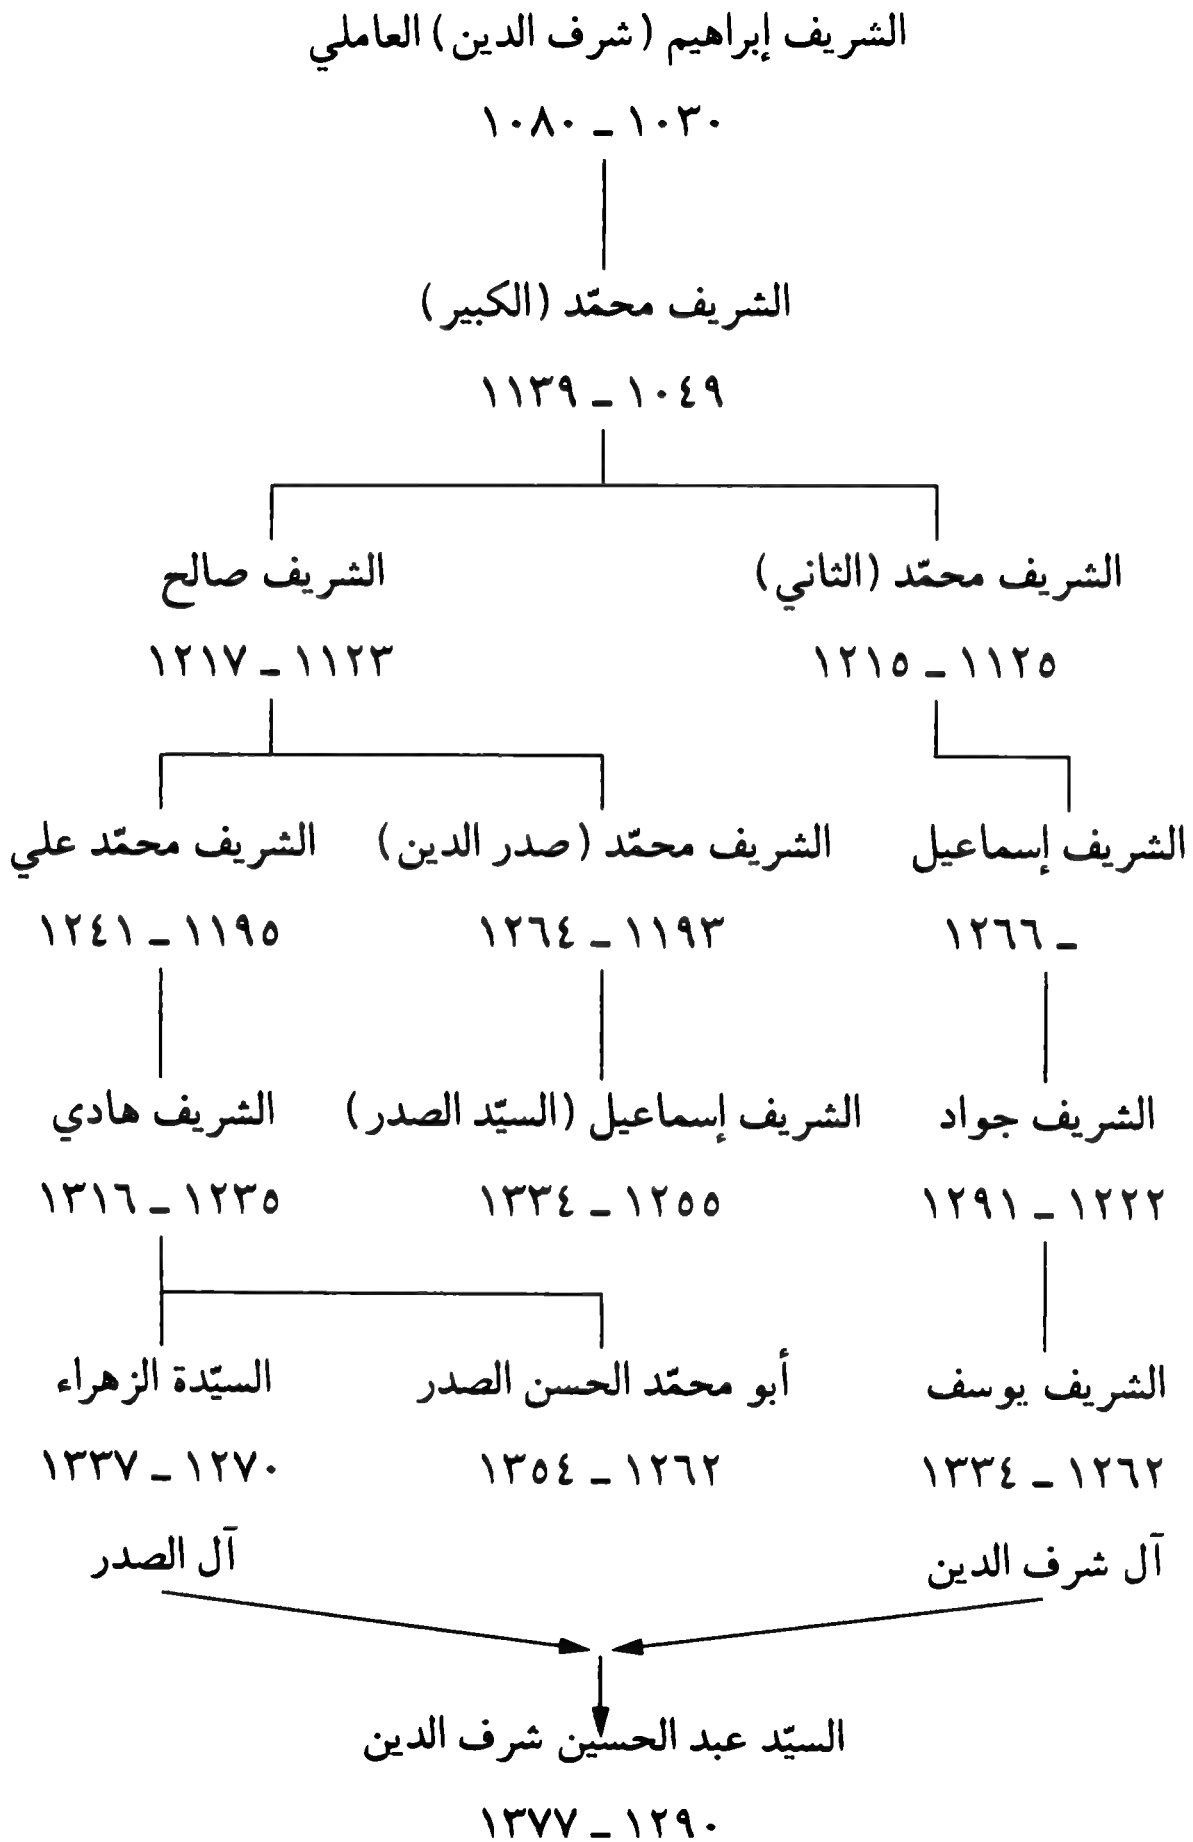 الشريف إبراهيم (شرف الدين) العاملي
١٠٣٠ ـ ١٠٨٠
الشريف محمّد (الكبير)
١٠٤٩ ـ ١١٣٩
الشريف محمّد (الثاني)
الشريف صالح
١١٢٥ ـ ١٢١٥
١١٢٣ ـ ١٢١٧
الشريف إسماعيل
الشريف محمّد (صدر الدين)
الشريف محمّد علي
ـ ١٢٦٦
١١٩٣ ـ ١٢٦٤
١١٩٥ ـ ١٢٤١
الشريف جواد
الشريف إسماعيل (السيّد الصدر)
الشريف هادي
١٢٢٢ ـ ١٢٩١
١٢٥٥ ـ ١٣٣٤
١٢٣٥ ـ ١٣١٦
الشريف يوسف
أبو محمّد الحسن الصدر
السيّدة الزهراء
١٢٦٢ ـ ١٣٣٤
١٢٦٢ ـ ١٣٥٤
١٢٧٠ ـ ١٣٣٧
آل شرف الدين
آل الصدر
السيّد عبد الحسين شرف الدين
١٢٩٠ ـ ١٣٧٧